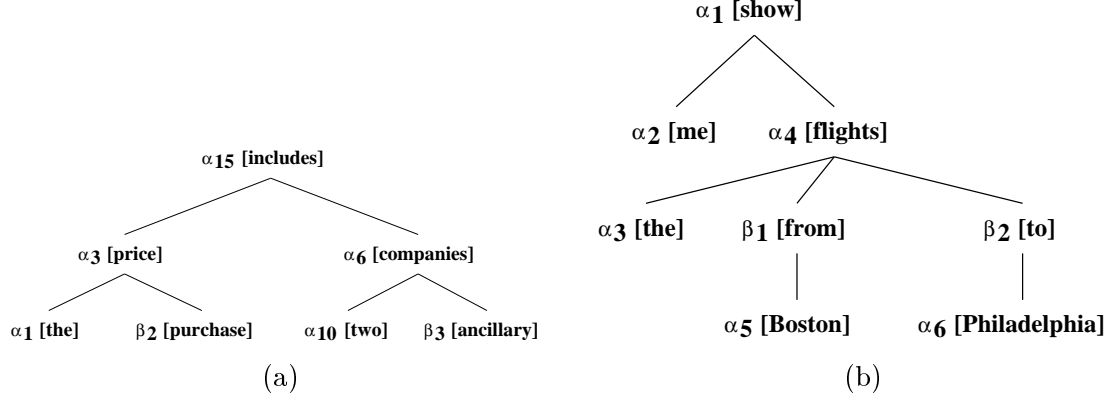 α15 [includes]
α3 [price] α6 [companies]
α1 [the] β2 [purchase] α10 [two] β3 [ancillary]
(a)
α1 [show]
α2 [me] α4 [flights]
α3 [the] β1 [from] β2 [to]
α5 [Boston] α6 [Philadelphia]
(b)